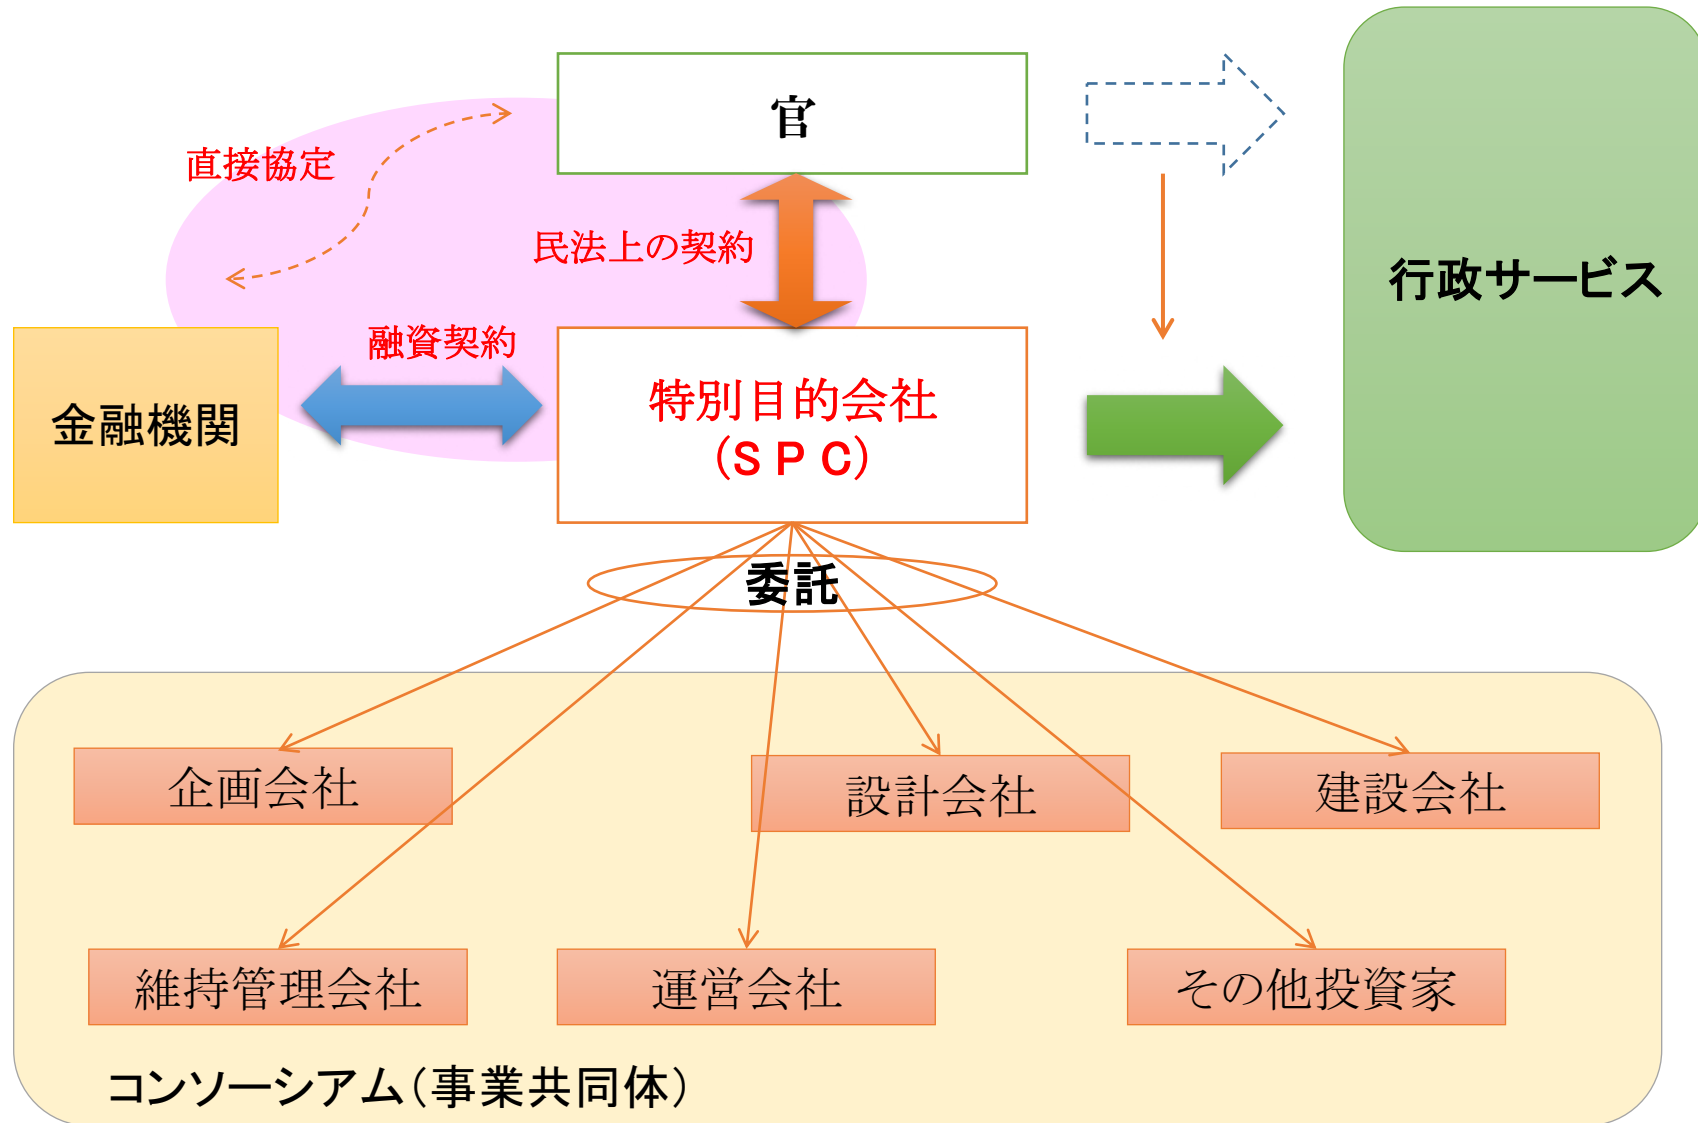 官
直接協定
民法上の契約
行政サービス
融資契約
金融機関
特別目的会社
（ＳＰＣ）
委託
企画会社
設計会社
建設会社
維持管理会社
運営会社
その他投資家
コンソーシアム（事業共同体）